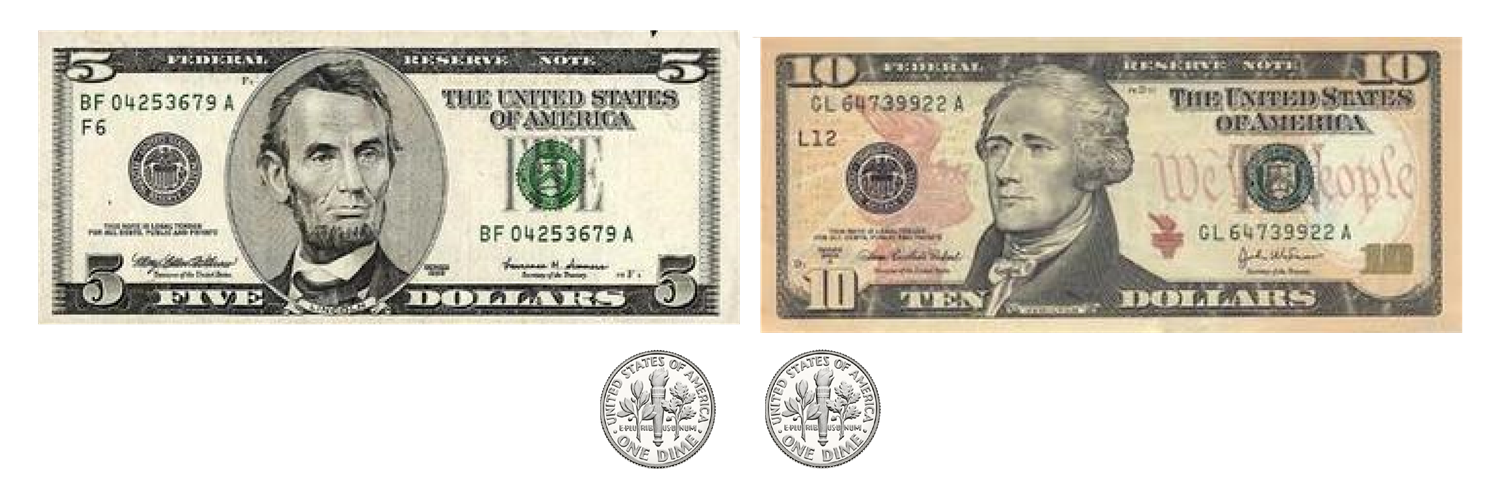 5 FEDERAL RESERVE NOTE 5
BF 04253679 A
F6
THE UNITED STATES
OF AMERICA
THIS NOTE IS LEGAL TENDER
FOR ALL DEBTS, PUBLIC AND PRIVATE
BF 04253679 A
Secretary of the Treasury
5 FIVE DOLLARS 5
LINCOLN
10 FEDERAL RESERVE NOTE 10
GL 64739922 A
L12
THE UNITED STATES
OF AMERICA
We People
THIS NOTE IS LEGAL TENDER
FOR ALL DEBTS, PUBLIC AND PRIVATE
GL 64739922 A
10 TEN DOLLARS 10
UNITED STATES OF AMERICA
E PLURIBUS UNUM
ONE DIME
UNITED STATES OF AMERICA
E PLURIBUS UNUM
ONE DIME